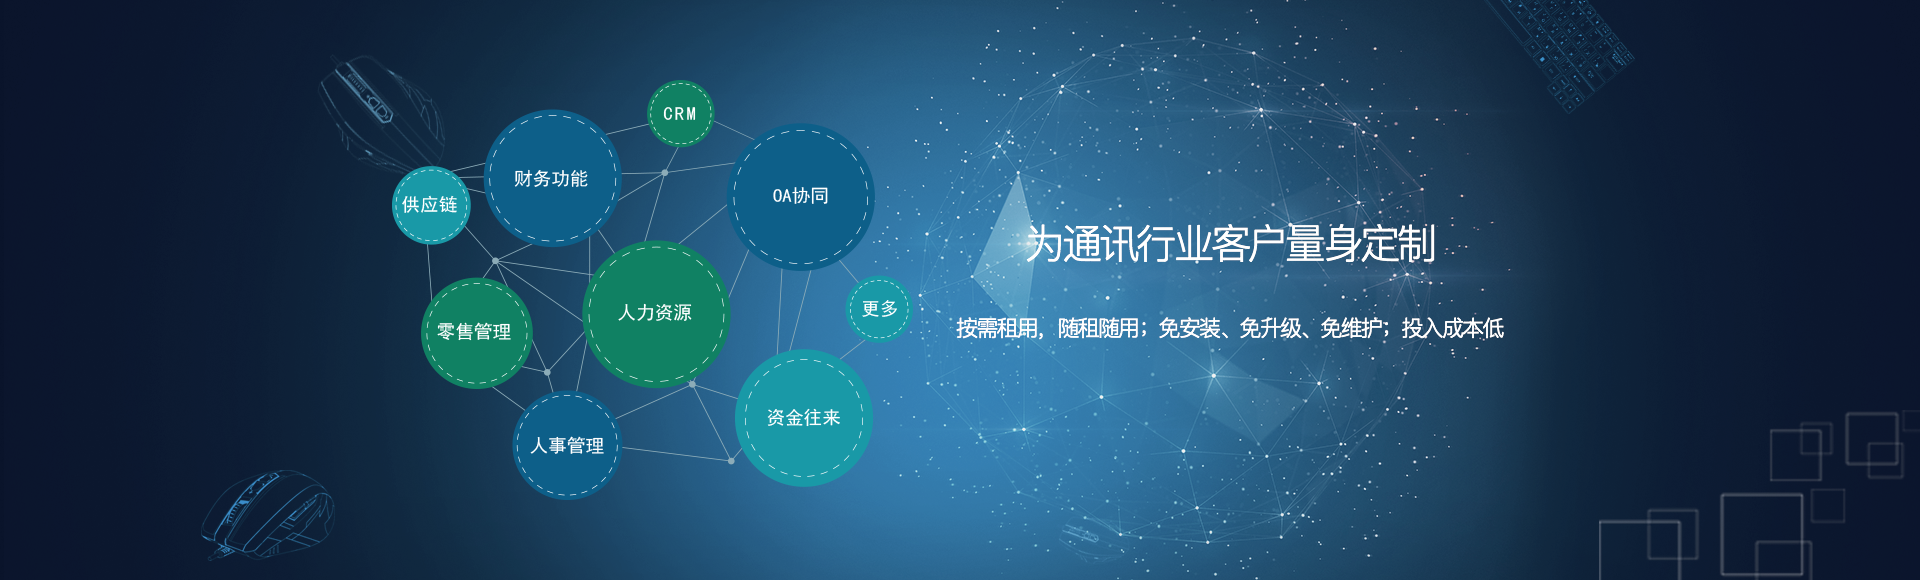 CRM
财务功能
OA协同
供应链
人力资源
更多
零售管理
资金往来
人事管理
为通讯行业客户量身定制
按需租用，随租随用；免安装、免升级、免维护；投入成本低